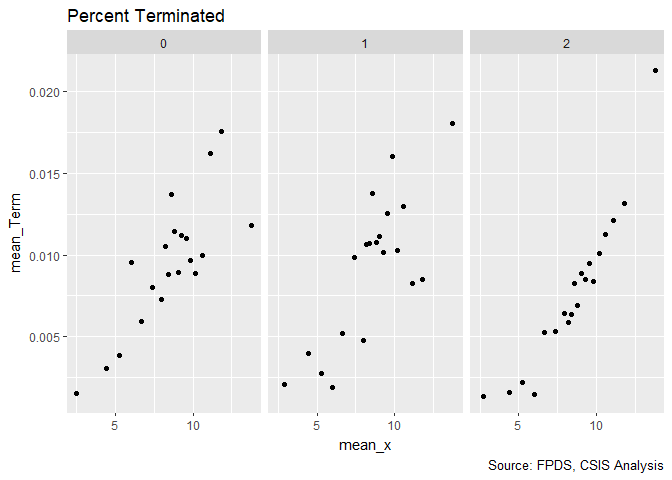 Percent Terminated
0 1 2
0.020
0.015
0.010
0.005
mean_Term
5 10 5 10 5 10
mean_x
Source: FPDS, CSIS Analysis